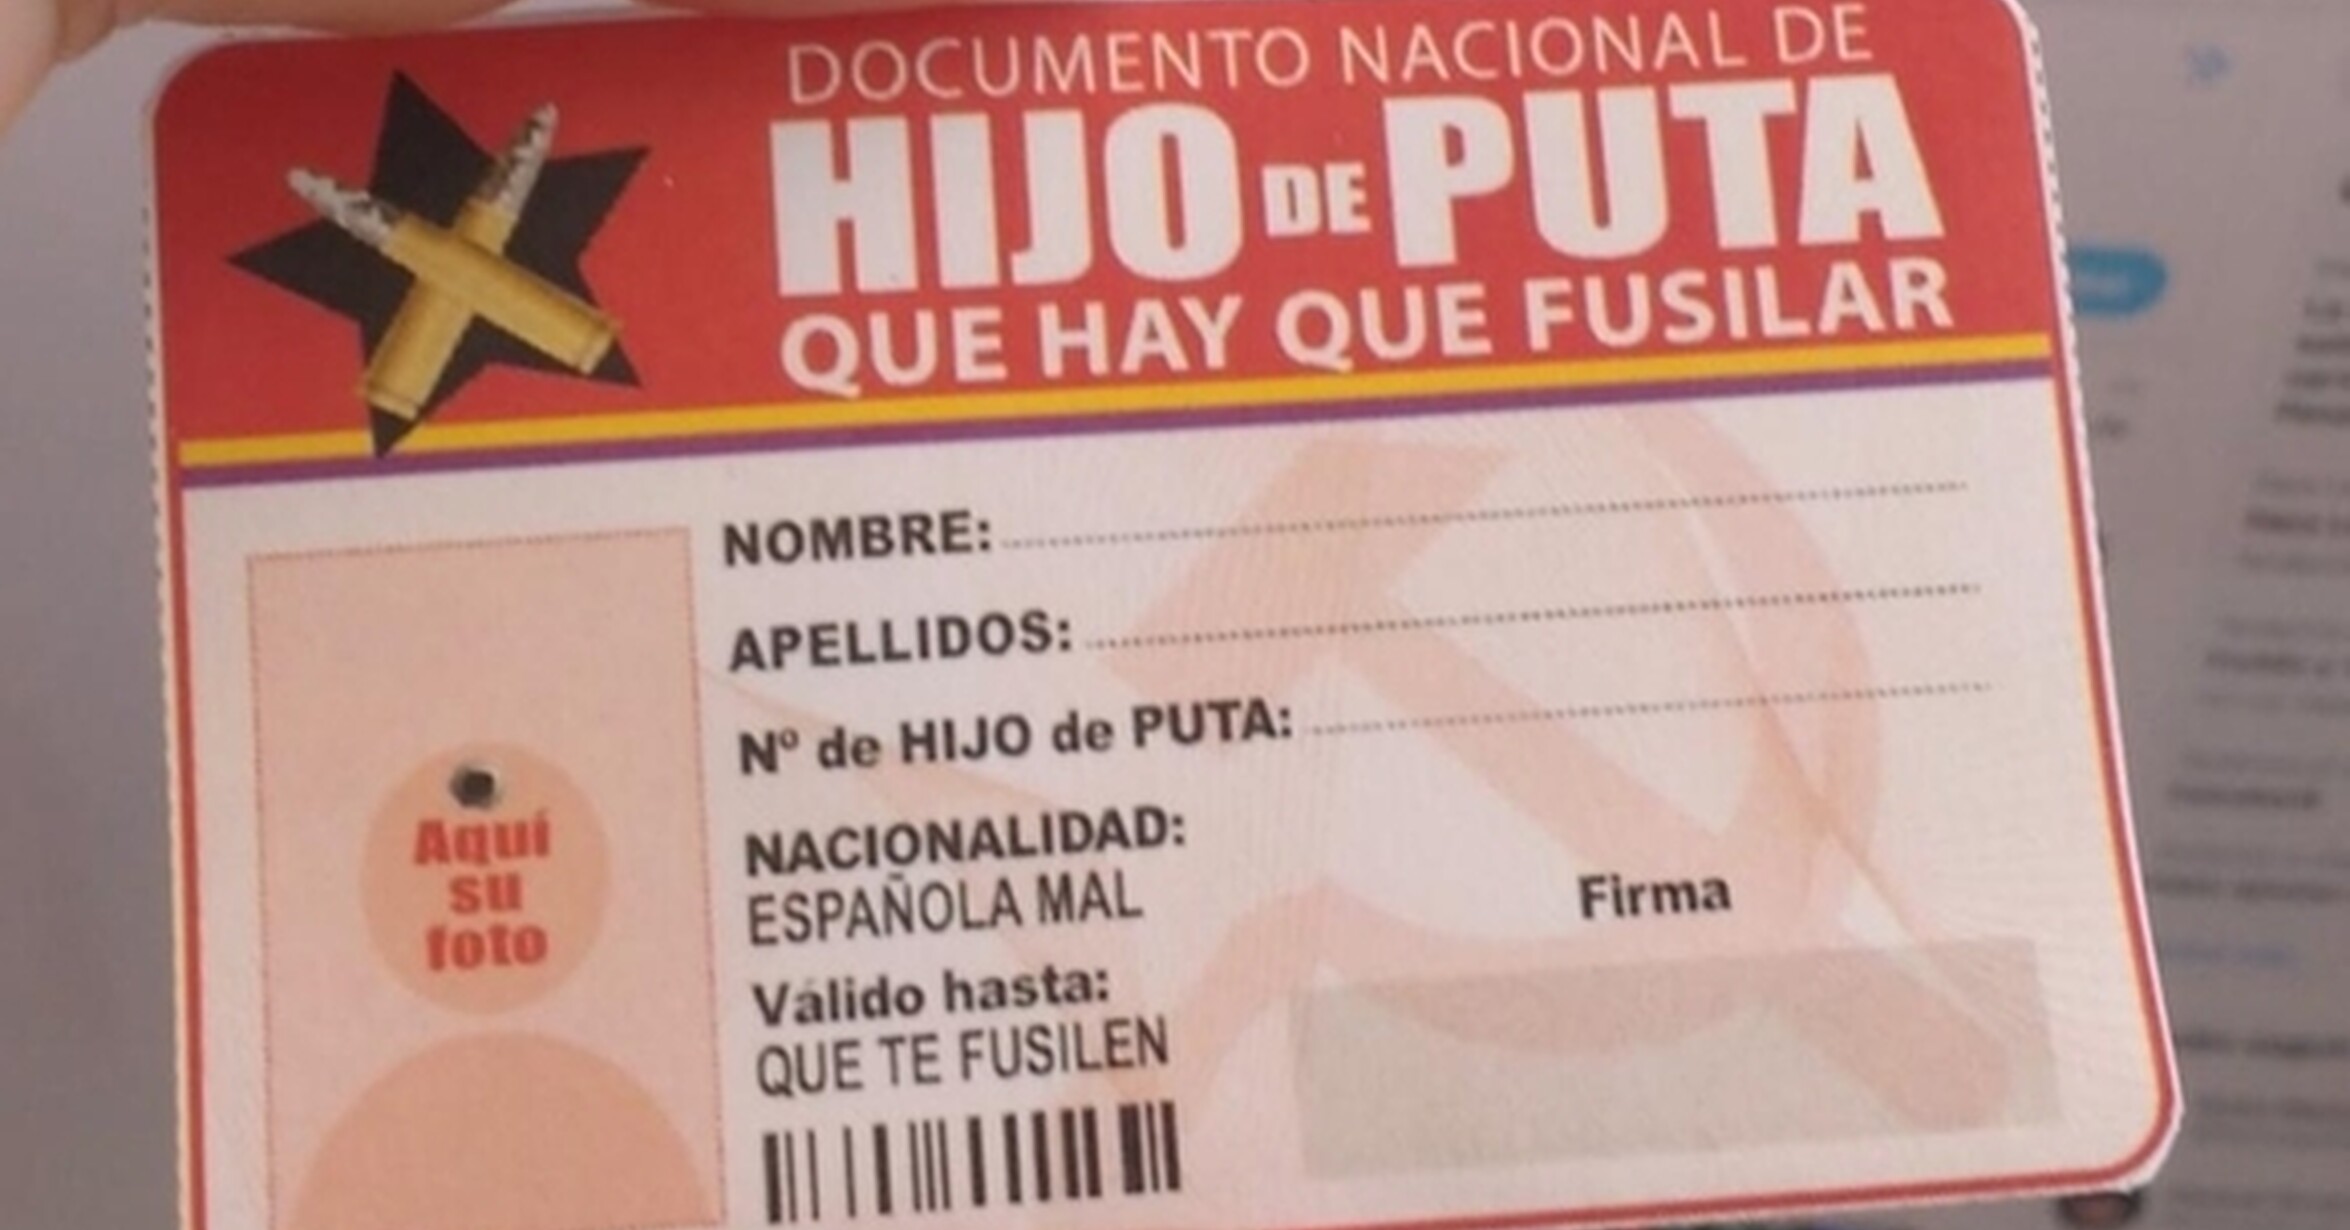 DOCUMENTO NACIONAL DE
HIJO DE PUTA
QUE HAY QUE FUSILAR
NOMBRE:
APELLIDOS:
Nº de HIJO de PUTA:
NACIONALIDAD:
ESPAÑOLA MAL
Válido hasta:
QUE TE FUSILEN
Aquí
su
foto
Firma